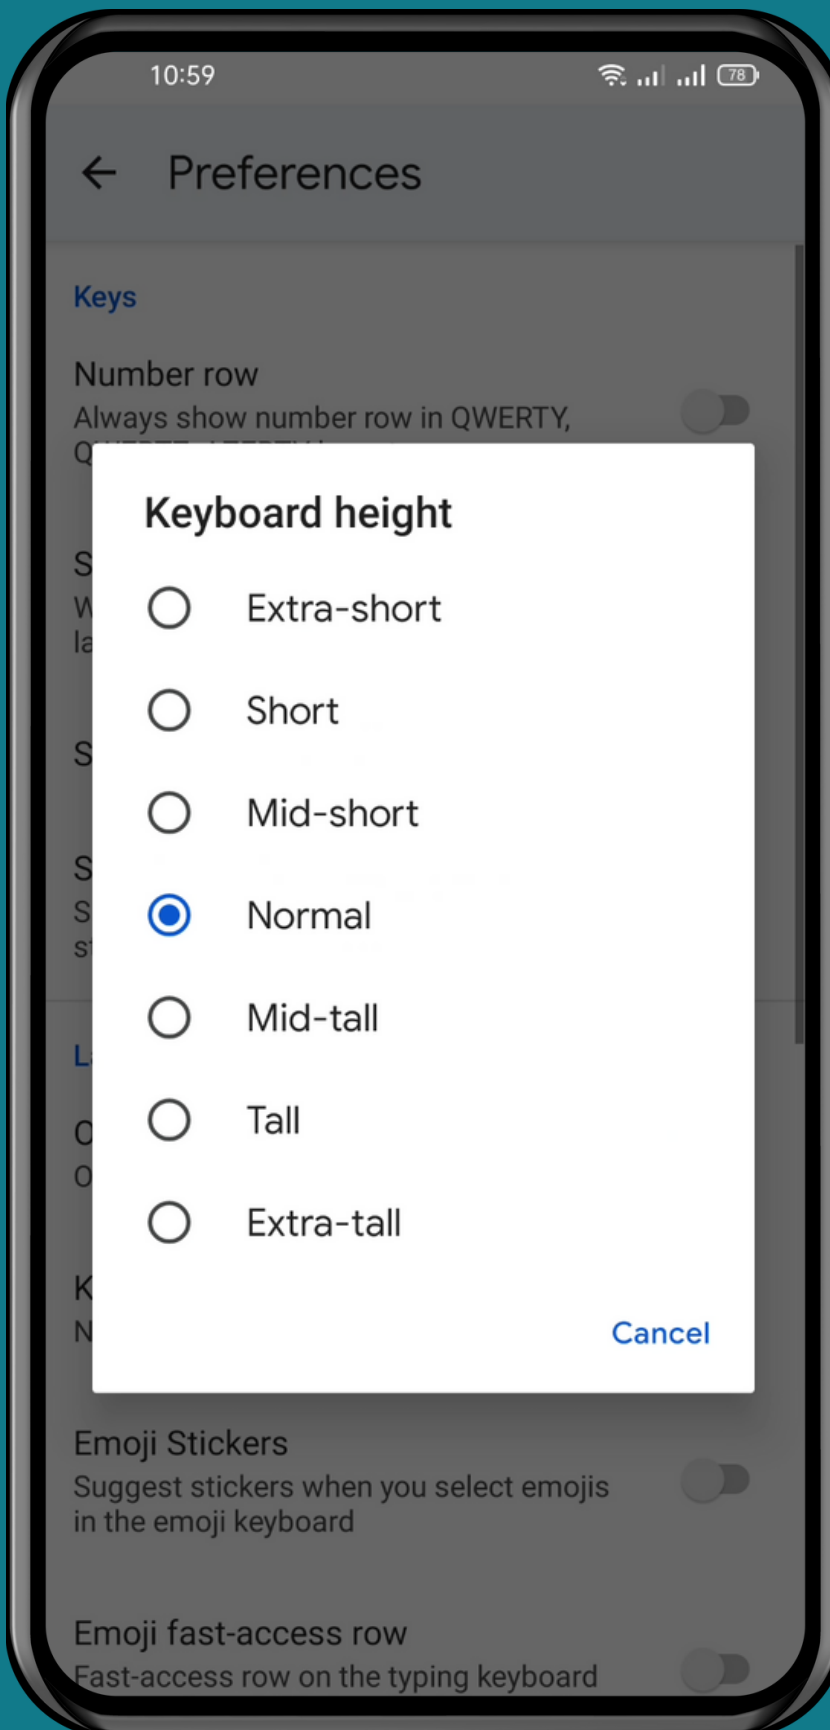 10:59
78
Preferences
Keys
Number row
Always show number row in QWERTY,
Keyboard height
Extra-short
Short
Mid-short
Normal
Mid-tall
Tall
Extra-tall
Cancel
Emoji Stickers
Suggest stickers when you select emojis
in the emoji keyboard
Emoji fast-access row
Fast-access row on the typing keyboard